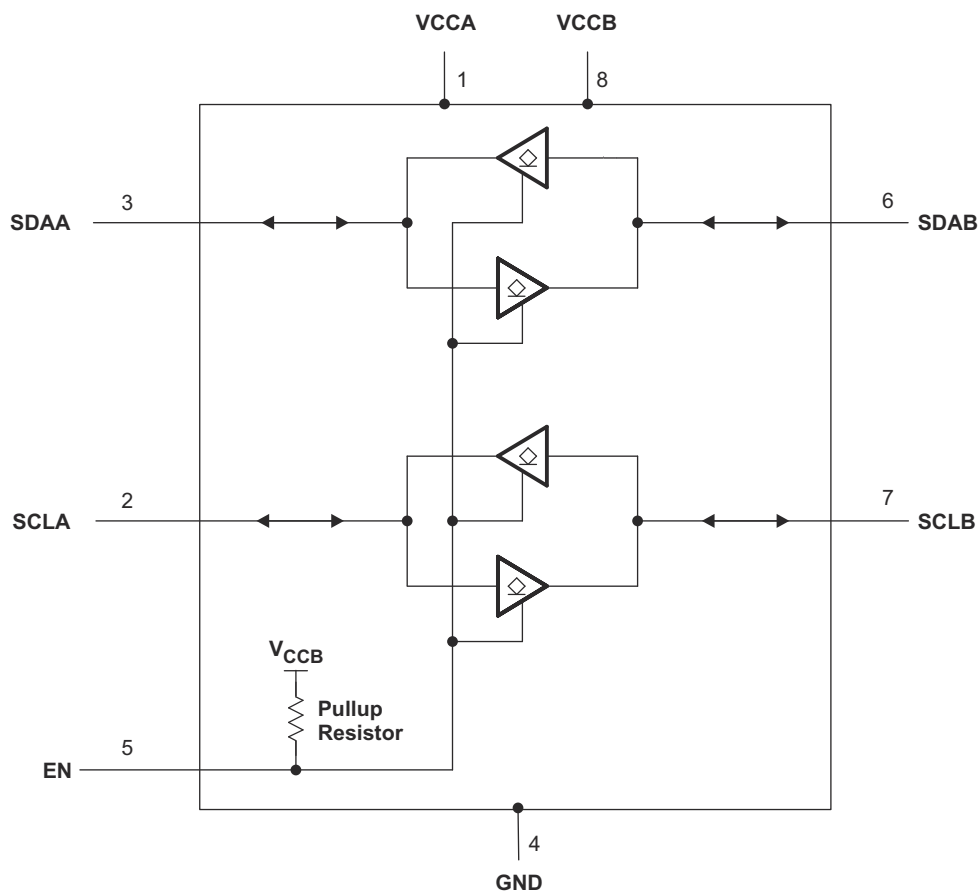 VCCA
VCCB
1
8
3
SDAA
6
SDAB
2
SCLA
7
SCLB
VCCB
Pullup
Resistor
5
EN
4
GND